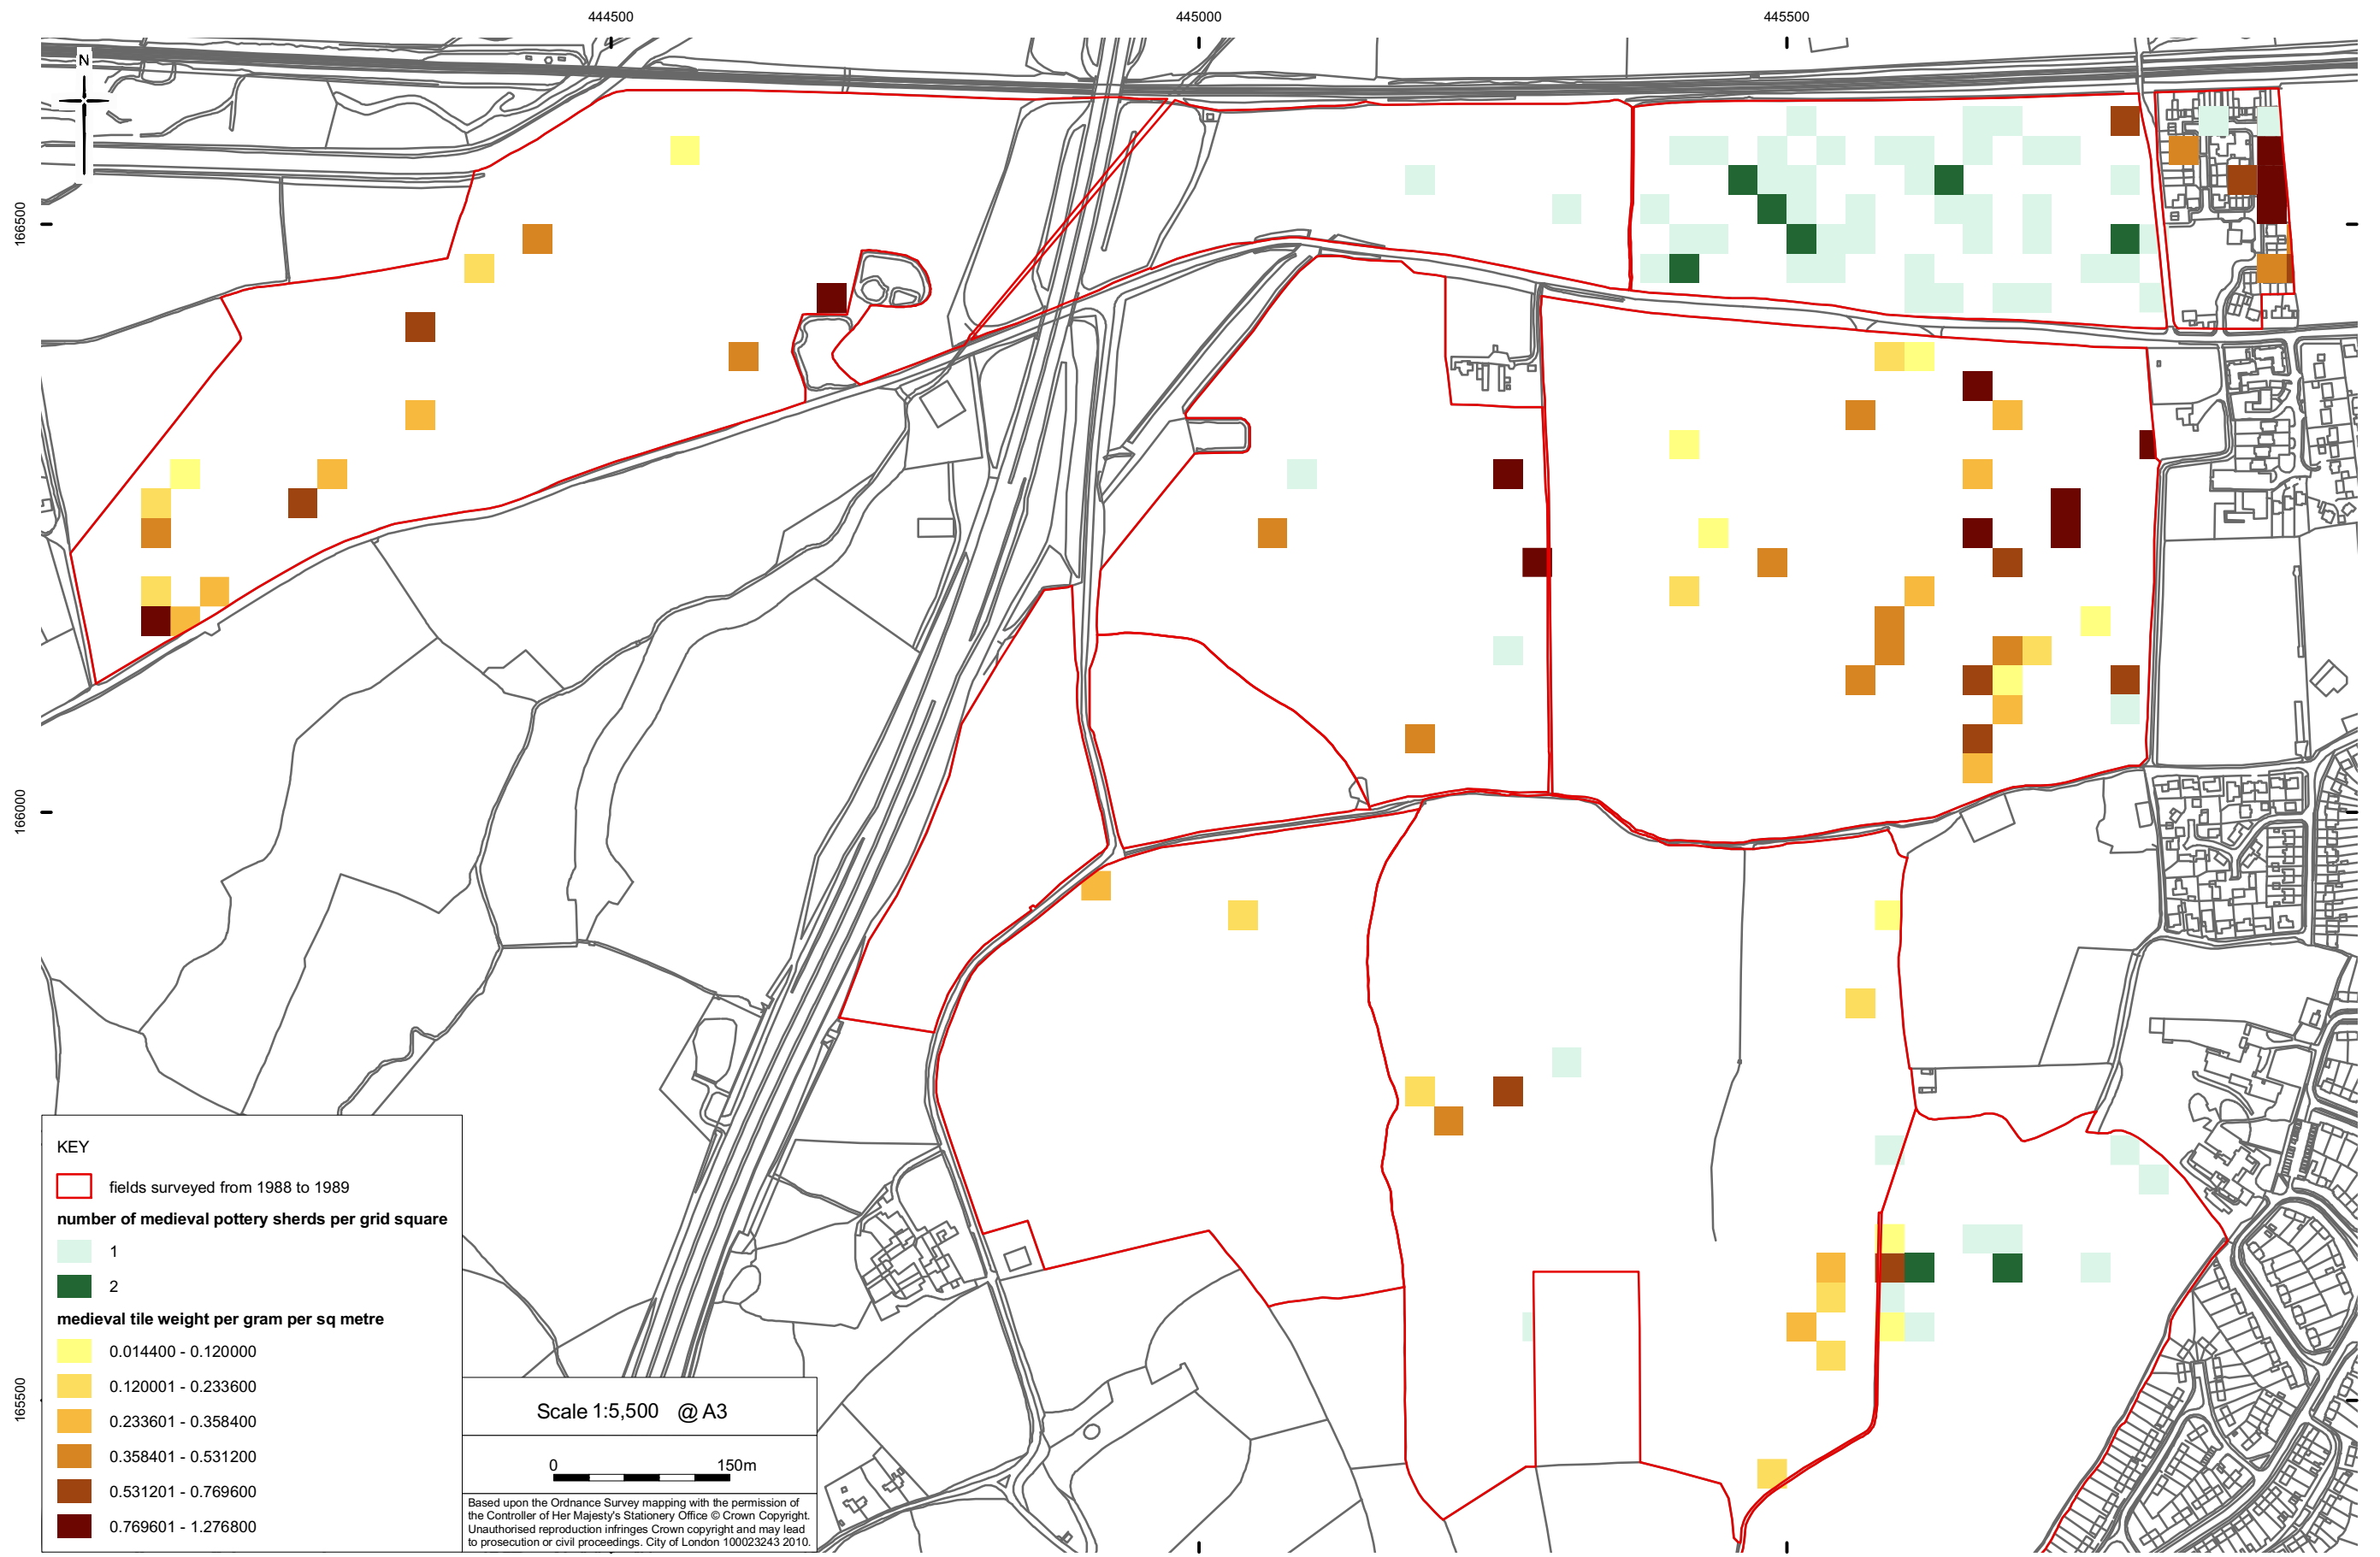 444500
445000
445500
N
166500
166000
165500
KEY
fields surveyed from 1988 to 1989
number of medieval pottery sherds per grid square
1
2
medieval tile weight per gram per sq metre
0.014400 - 0.120000
0.120001 - 0.233600
0.233601 - 0.358400
0.358401 - 0.531200
0.531201 - 0.769600
0.769601 - 1.276800
Scale 1:5,500 @ A3
0 150m
Based upon the Ordnance Survey mapping with the permission of
the Controller of Her Majesty's Stationery Office © Crown Copyright.
Unauthorised reproduction infringes Crown copyright and may lead
to prosecution or civil proceedings. City of London 100023243 2010.